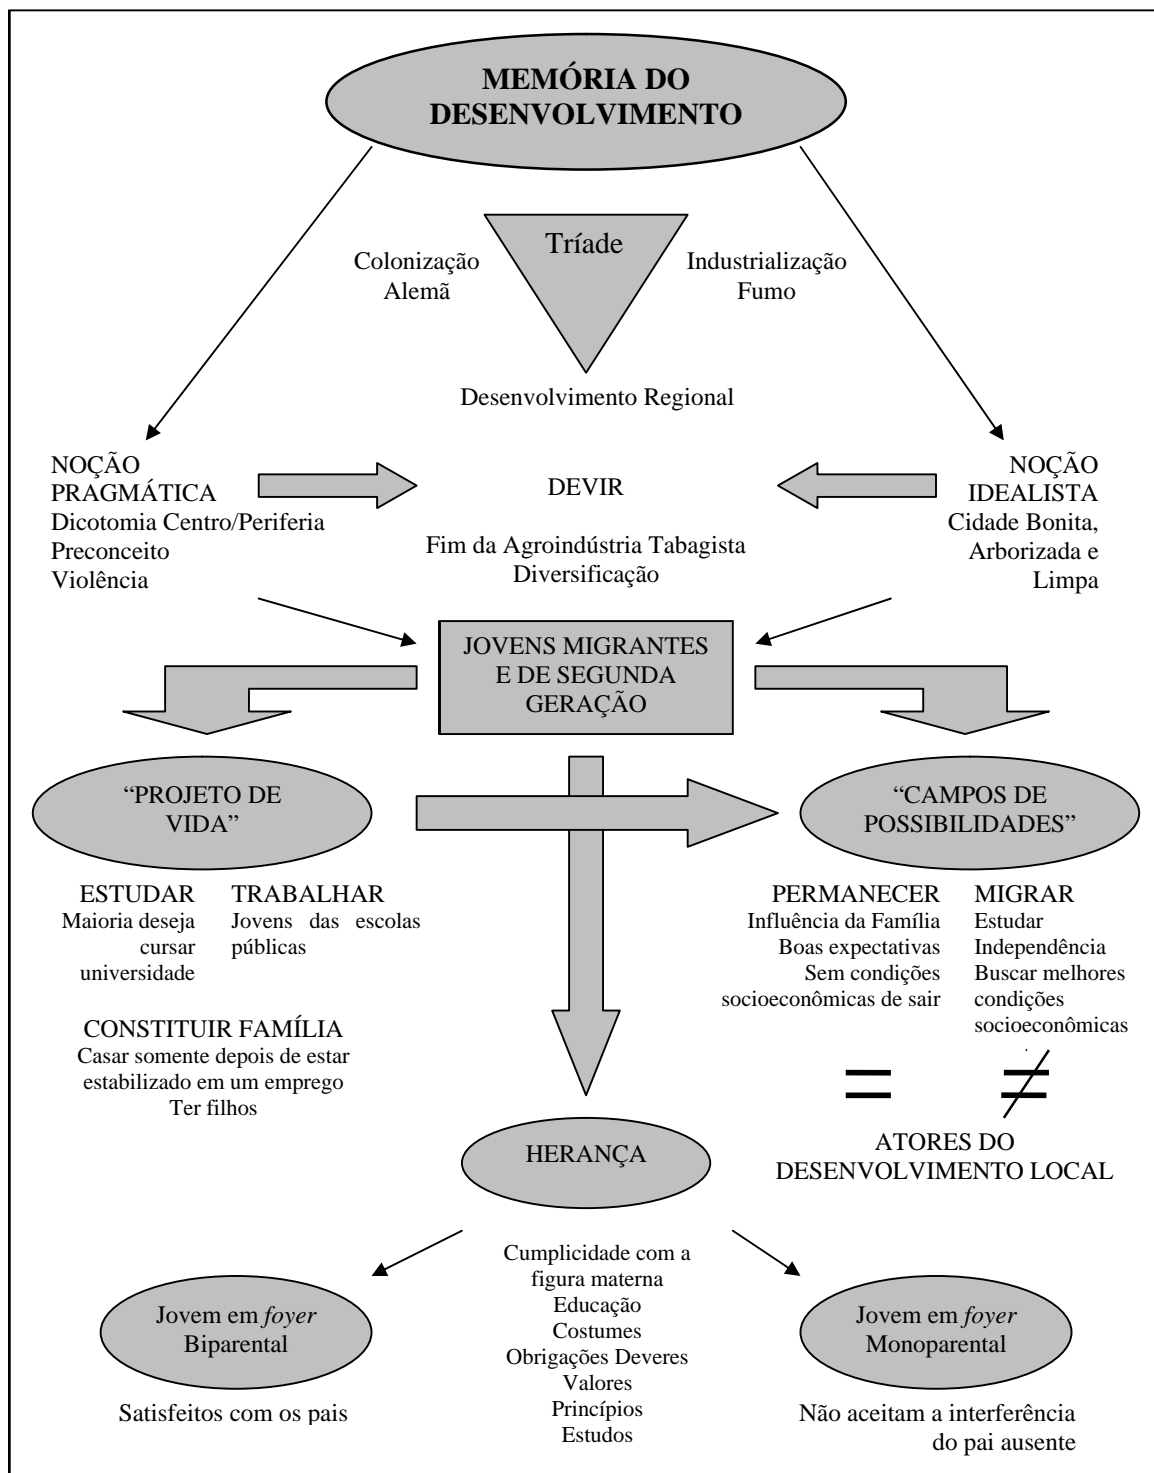 MEMÓRIA DO
DESENVOLVIMENTO
Tríade
Colonização
Alemã
Industrialização
Fumo
Desenvolvimento Regional
NOÇÃO
PRAGMÁTICA
Dicotomia Centro/Periferia
Preconceito
Violência
DEVIR
Fim da Agroindústria Tabagista
Diversificação
NOÇÃO
IDEALISTA
Cidade Bonita,
Arborizada e
Limpa
JOVENS MIGRANTES
E DE SEGUNDA
GERAÇÃO
“PROJETO DE
VIDA”
“CAMPOS DE
POSSIBILIDADES”
ESTUDAR
Maioria deseja
cursar
universidade
TRABALHAR
Jovens das escolas
públicas
CONSTITUIR FAMÍLIA
Casar somente depois de estar
estabilizado em um emprego
Ter filhos
PERMANECER
Influência da Família
Boas expectativas
Sem condições
socioeconômicas de sair
MIGRAR
Estudar
Independência
Buscar melhores
condições
socioeconômicas
= ≠
ATORES DO
DESENVOLVIMENTO LOCAL
HERANÇA
Cumplicidade com a
figura materna
Educação
Costumes
Obrigações Deveres
Valores
Princípios
Estudos
Jovem em foyer
Biparental
Satisfeitos com os pais
Jovem em foyer
Monoparental
Não aceitam a interferência
do pai ausente